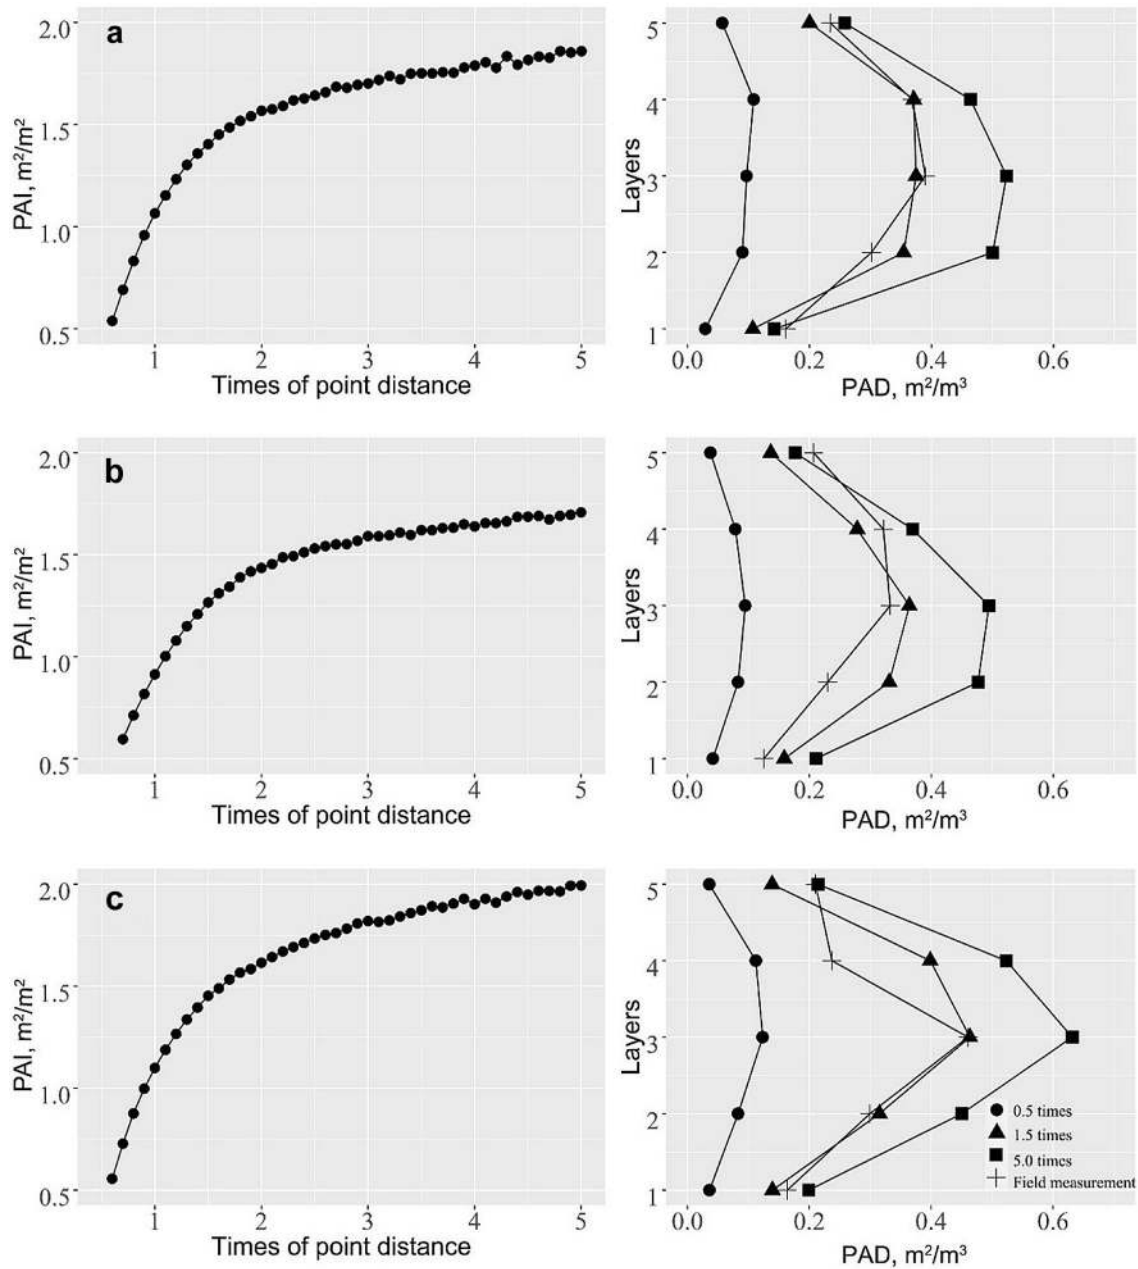 a
2.0
1.5
1.0
0.5
PAI, m²/m²
1 2 3 4 5
Times of point distance
5
4
3
2
1
Layers
0.0 0.2 0.4 0.6
PAD, m²/m³
b
2.0
1.5
1.0
0.5
PAI, m²/m²
1 2 3 4 5
Times of point distance
5
4
3
2
1
Layers
0.0 0.2 0.4 0.6
PAD, m²/m³
c
2.0
1.5
1.0
0.5
PAI, m²/m²
1 2 3 4 5
Times of point distance
5
4
3
2
1
Layers
0.5 times
1.5 times
5.0 times
Field measurement
0.0 0.2 0.4 0.6
PAD, m²/m³